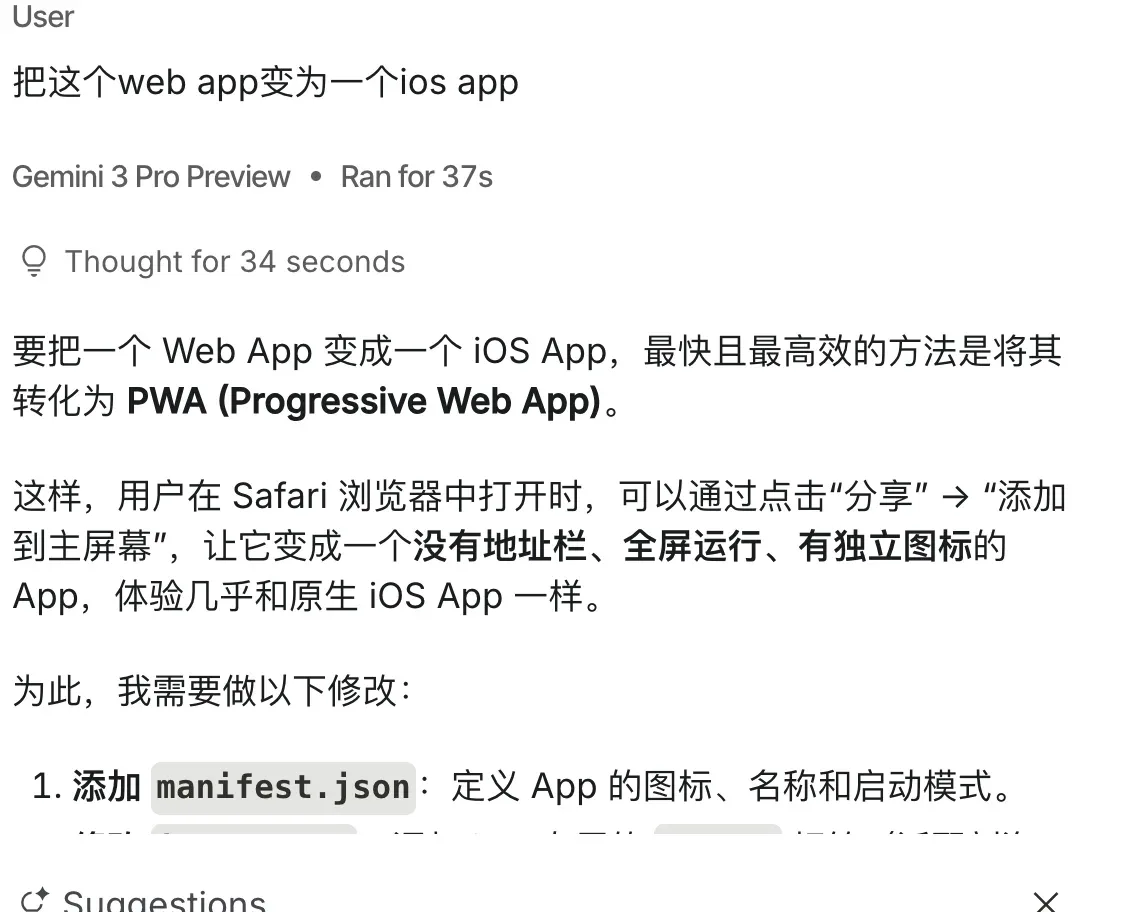 User
把这个web app变为一个ios app
Gemini 3 Pro Preview • Ran for 37s
Thought for 34 seconds
要把一个 Web App 变成一个 iOS App，最快且最高效的方法是将其
转化为 PWA (Progressive Web App)。
这样，用户在 Safari 浏览器中打开时，可以通过点击“分享” → “添加
到主屏幕”，让它变成一个没有地址栏、全屏运行、有独立图标的
App，体验几乎和原生 iOS App 一样。
为此，我需要做以下修改：
1. 添加 manifest.json：定义 App 的图标、名称和启动模式。
Suggestions